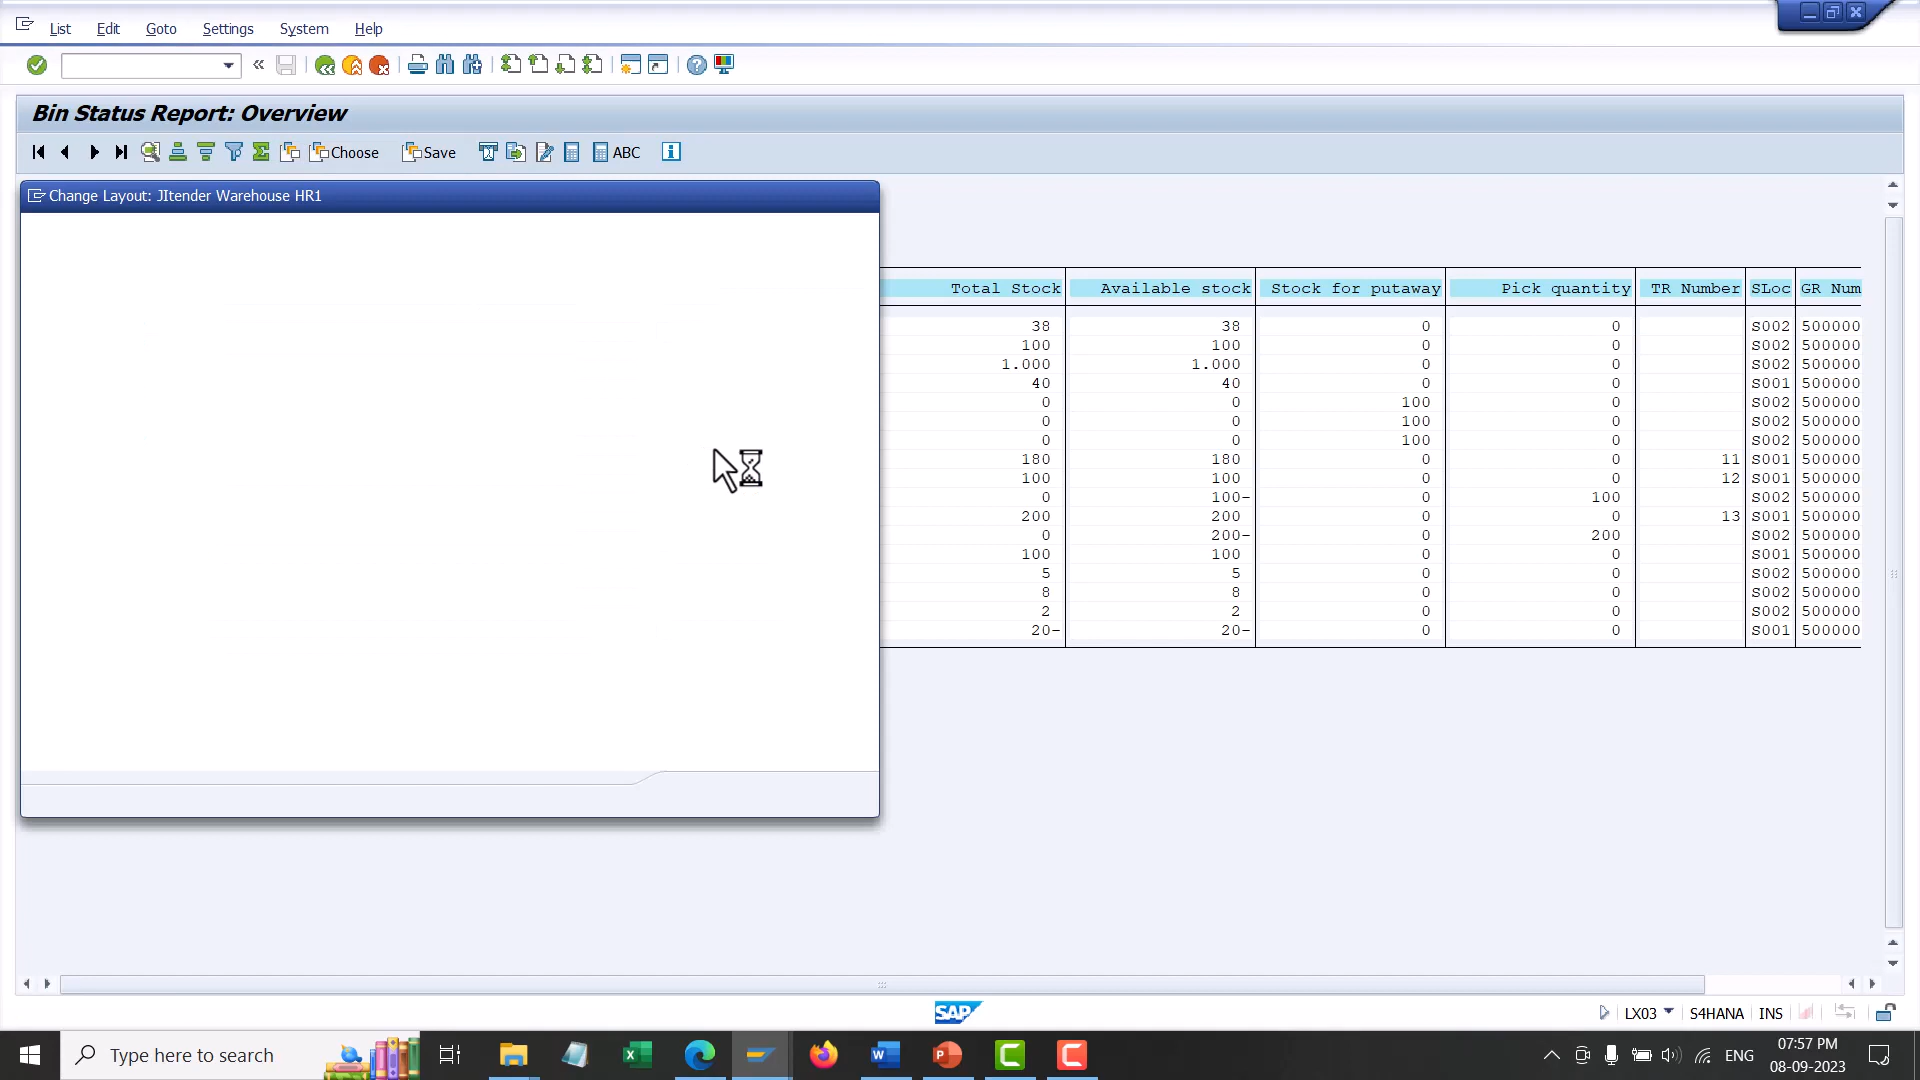 List Edit Goto Settings System Help
Bin Status Report: Overview
Choose Save ABC
Change Layout: JItender Warehouse HR1
Total Stock Available stock Stock for putaway Pick quantity TR Number SLoc GR Num
38 38 0 0 S002 500000
100 100 0 0 S002 500000
1.000 1.000 0 0 S002 500000
40 40 0 0 S001 500000
0 0 100 0 S002 500000
0 0 100 0 S002 500000
0 0 100 0 S002 500000
180 180 0 0 11 S001 500000
100 100 0 0 12 S001 500000
0 100- 0 100 S002 500000
200 200 0 0 13 S001 500000
0 200- 0 200 S002 500000
100 100 0 0 S001 500000
5 5 0 0 S002 500000
8 8 0 0 S002 500000
2 2 0 0 S002 500000
20- 20- 0 0 S001 500000
SAP LX03 S4HANA INS
Type here to search ENG 07:57 PM
08-09-2023